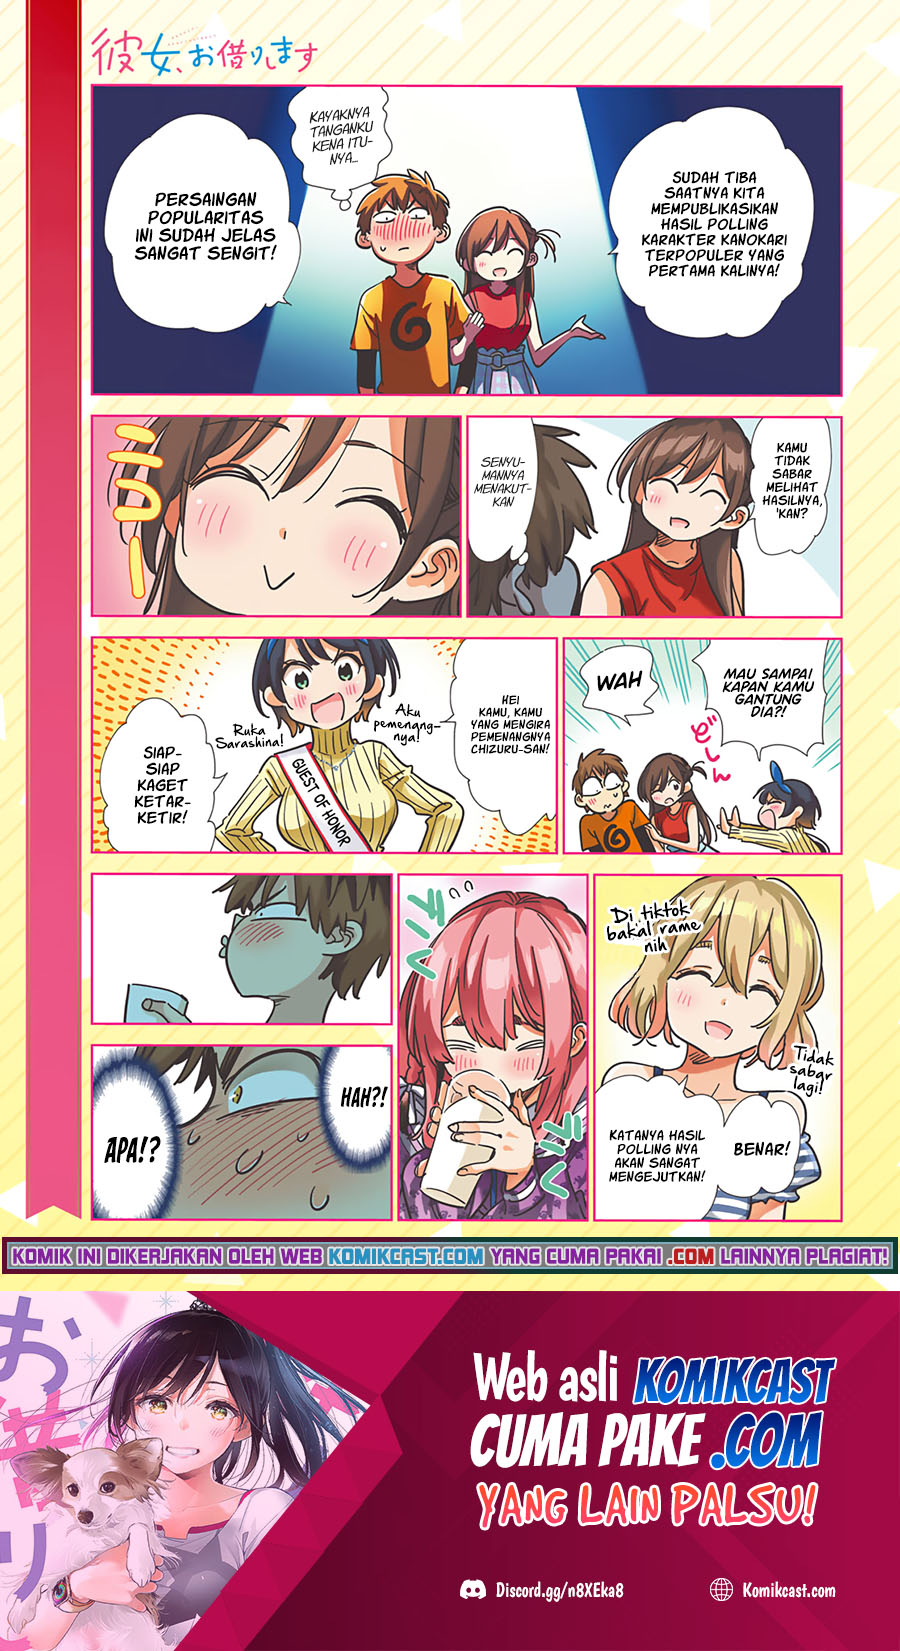 彼女、お借りします
SUDAH TIBA
SAATNYA KITA
MEMPUBLIKASIKAN
HASIL POLLING
KARAKTER KANOKARI
TERPOPULER YANG
PERTAMA KALINYA!
KAYAKNYA
TANGANKU
KENA ITU-
NYA...
PERSAINGAN
POPULARITAS
INI SUDAH JELAS
SANGAT SENGIT!
KAMU
TIDAK
SABAR
MELIHAT
HASILNYA,
'KAN?
SENYU-
MANNYA
MENAKUT-
KAN
ニコー
MAU SAMPAI
KAPAN KAMU
GANTUNG
DIA?!
WAH
どしん
HEI
KAMU, KAMU
YANG MENGIRA
PEMENANGNYA
CHIZURU-SAN!
Aku
pemenang-
nya!
Ruka
Sarashina!
GUEST OF HONOR
SIAP-
SIAP
KAGET
KETAR-
KETIR!
Di tiktok
bakal rame
nih
Tidak
sabar
lagi!
BENAR!
KATANYA HASIL
POLLING NYA
AKAN SANGAT
MENGEJUTKAN!
HAH?!
APA!?
KOMIK INI DIKERJAKAN OLEH WEB KOMIKCAST.COM YANG CUMA PAKAI .COM LAINNYA PLAGIAT!
Web asli KOMIKCAST
CUMA PAKE .COM
YANG LAIN PALSU!
Discord.gg/n8XEka8
Komikcast.com